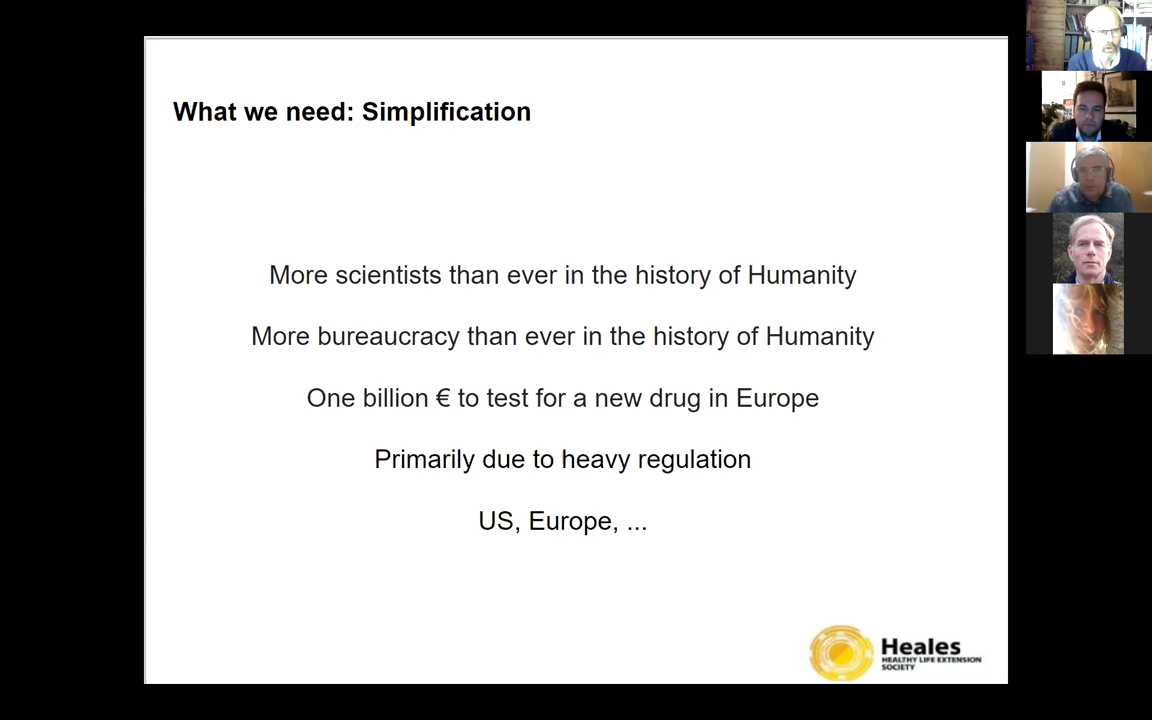 What we need: Simplification
More scientists than ever in the history of Humanity
More bureaucracy than ever in the history of Humanity
One billion € to test for a new drug in Europe
Primarily due to heavy regulation
US, Europe, ...
Heales
HEALTHY LIFE EXTENSION
SOCIETY